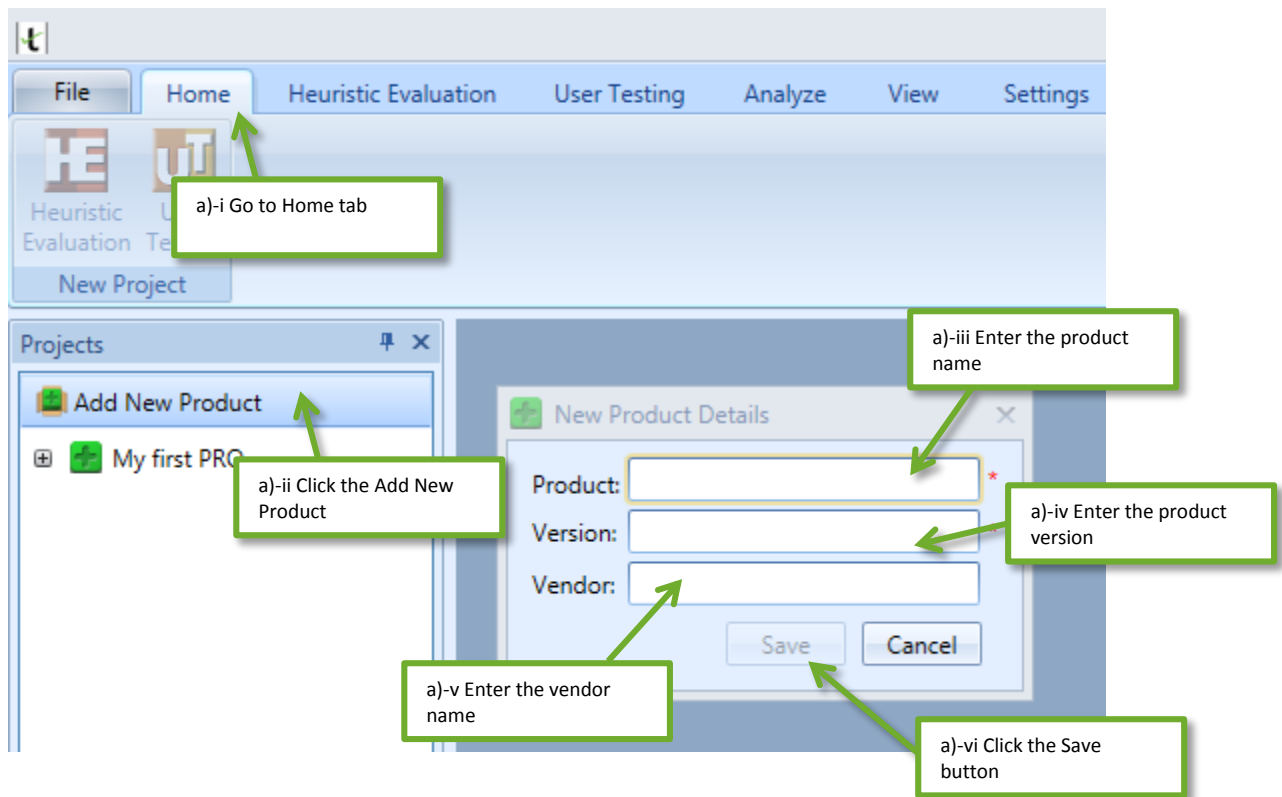 t
File Home Heuristic Evaluation User Testing Analyze View Settings
HE
Heuristic
Evaluation
New Project
a)-i Go to Home tab
Projects
Add New Product
My first PRO
a)-ii Click the Add New
Product
New Product Details
Product: *
Version:
Vendor:
Save Cancel
a)-iii Enter the product
name
a)-iv Enter the product
version
a)-v Enter the vendor
name
a)-vi Click the Save
button